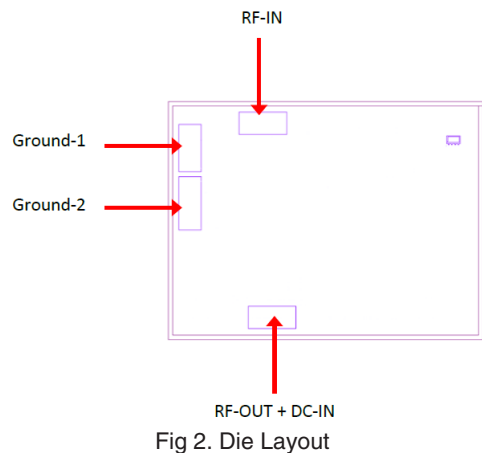 RF-IN
Ground-1
Ground-2
RF-OUT + DC-IN
Fig 2. Die Layout